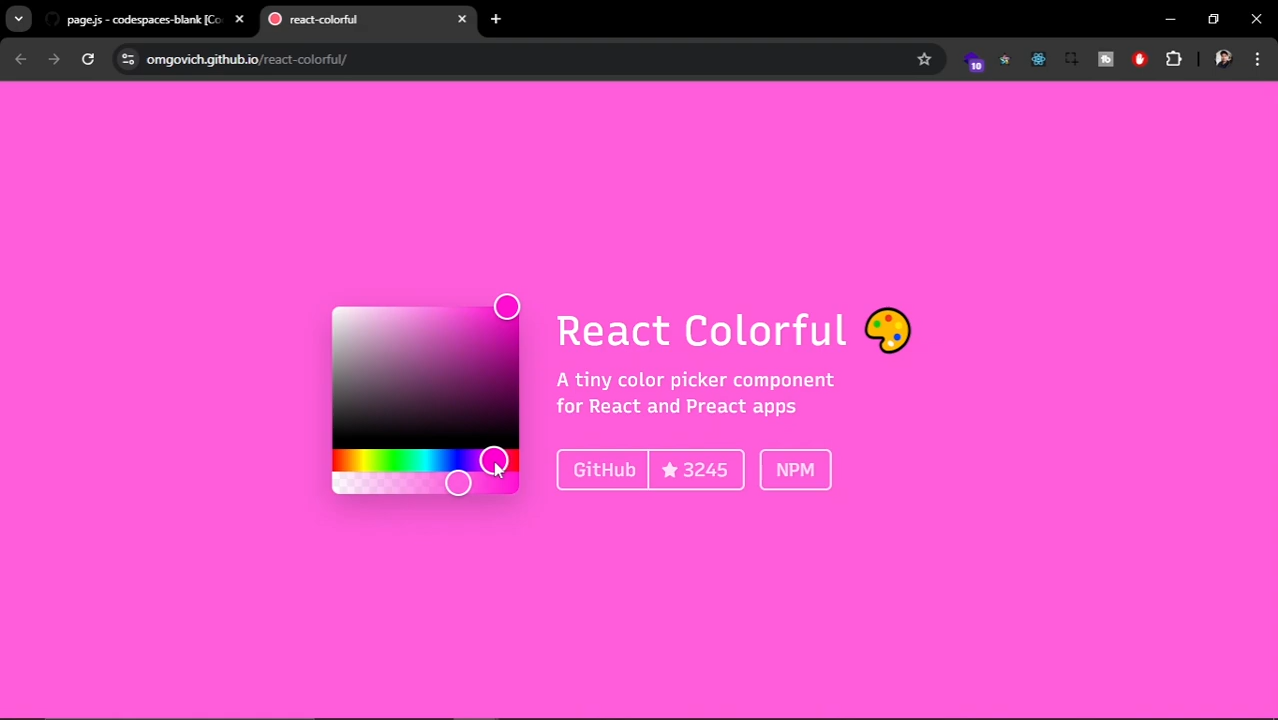 page.js - codespaces-blank [Co
react-colorful
omgovich.github.io/react-colorful/
10
React Colorful
A tiny color picker component
for React and Preact apps
GitHub
3245
NPM